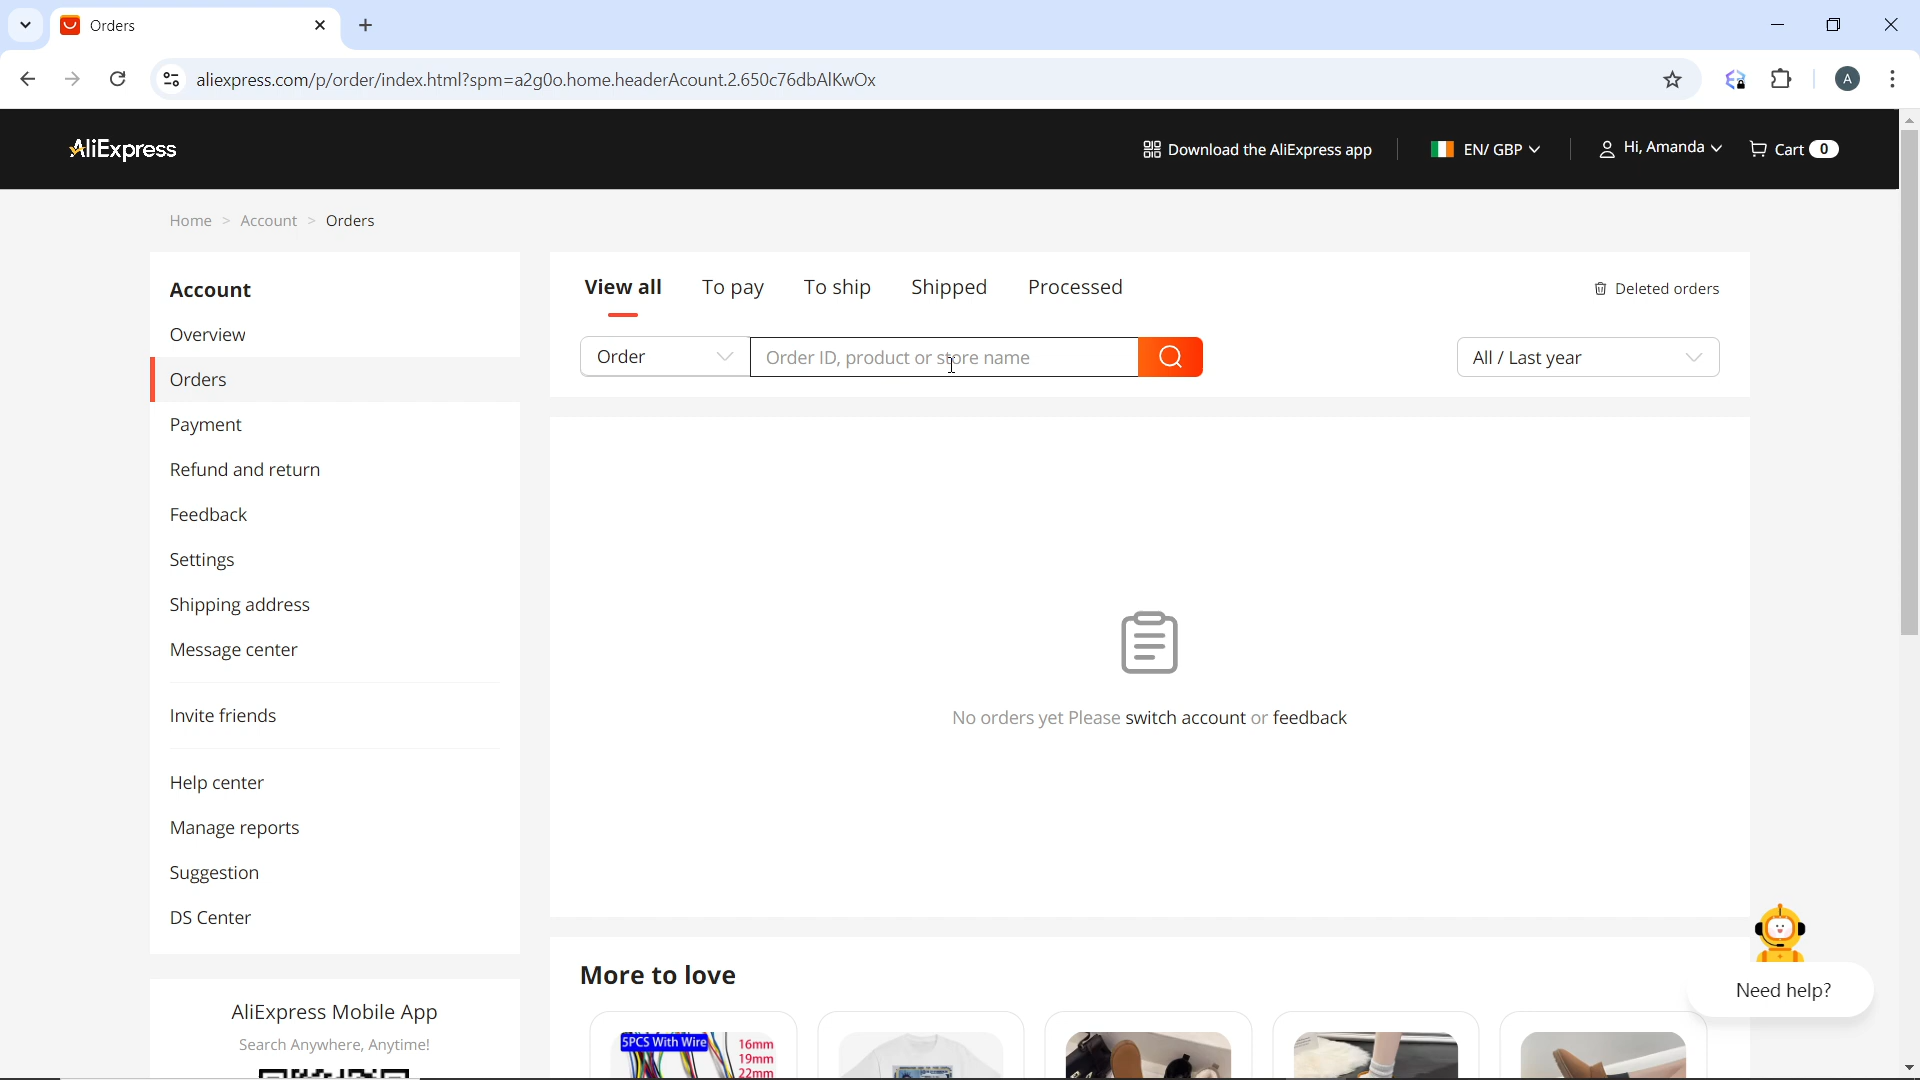 Orders
aliexpress.com/p/order/index.html?spm=a2g0o.home.headerAcount.2.650c76dbAlKwOx
A
AliExpress
Download the AliExpress app
EN/ GBP
Hi, Amanda
Cart 0
Home > Account > Orders
Account
Overview
Orders
Payment
Refund and return
Feedback
Settings
Shipping address
Message center
Invite friends
Help center
Manage reports
Suggestion
DS Center
AliExpress Mobile App
Search Anywhere, Anytime!
View all
To pay
To ship
Shipped
Processed
Deleted orders
Order
Order ID, product or store name
All / Last year
No orders yet Please switch account or feedback
More to love
5PCS With Wire
16mm
19mm
22mm
Need help?